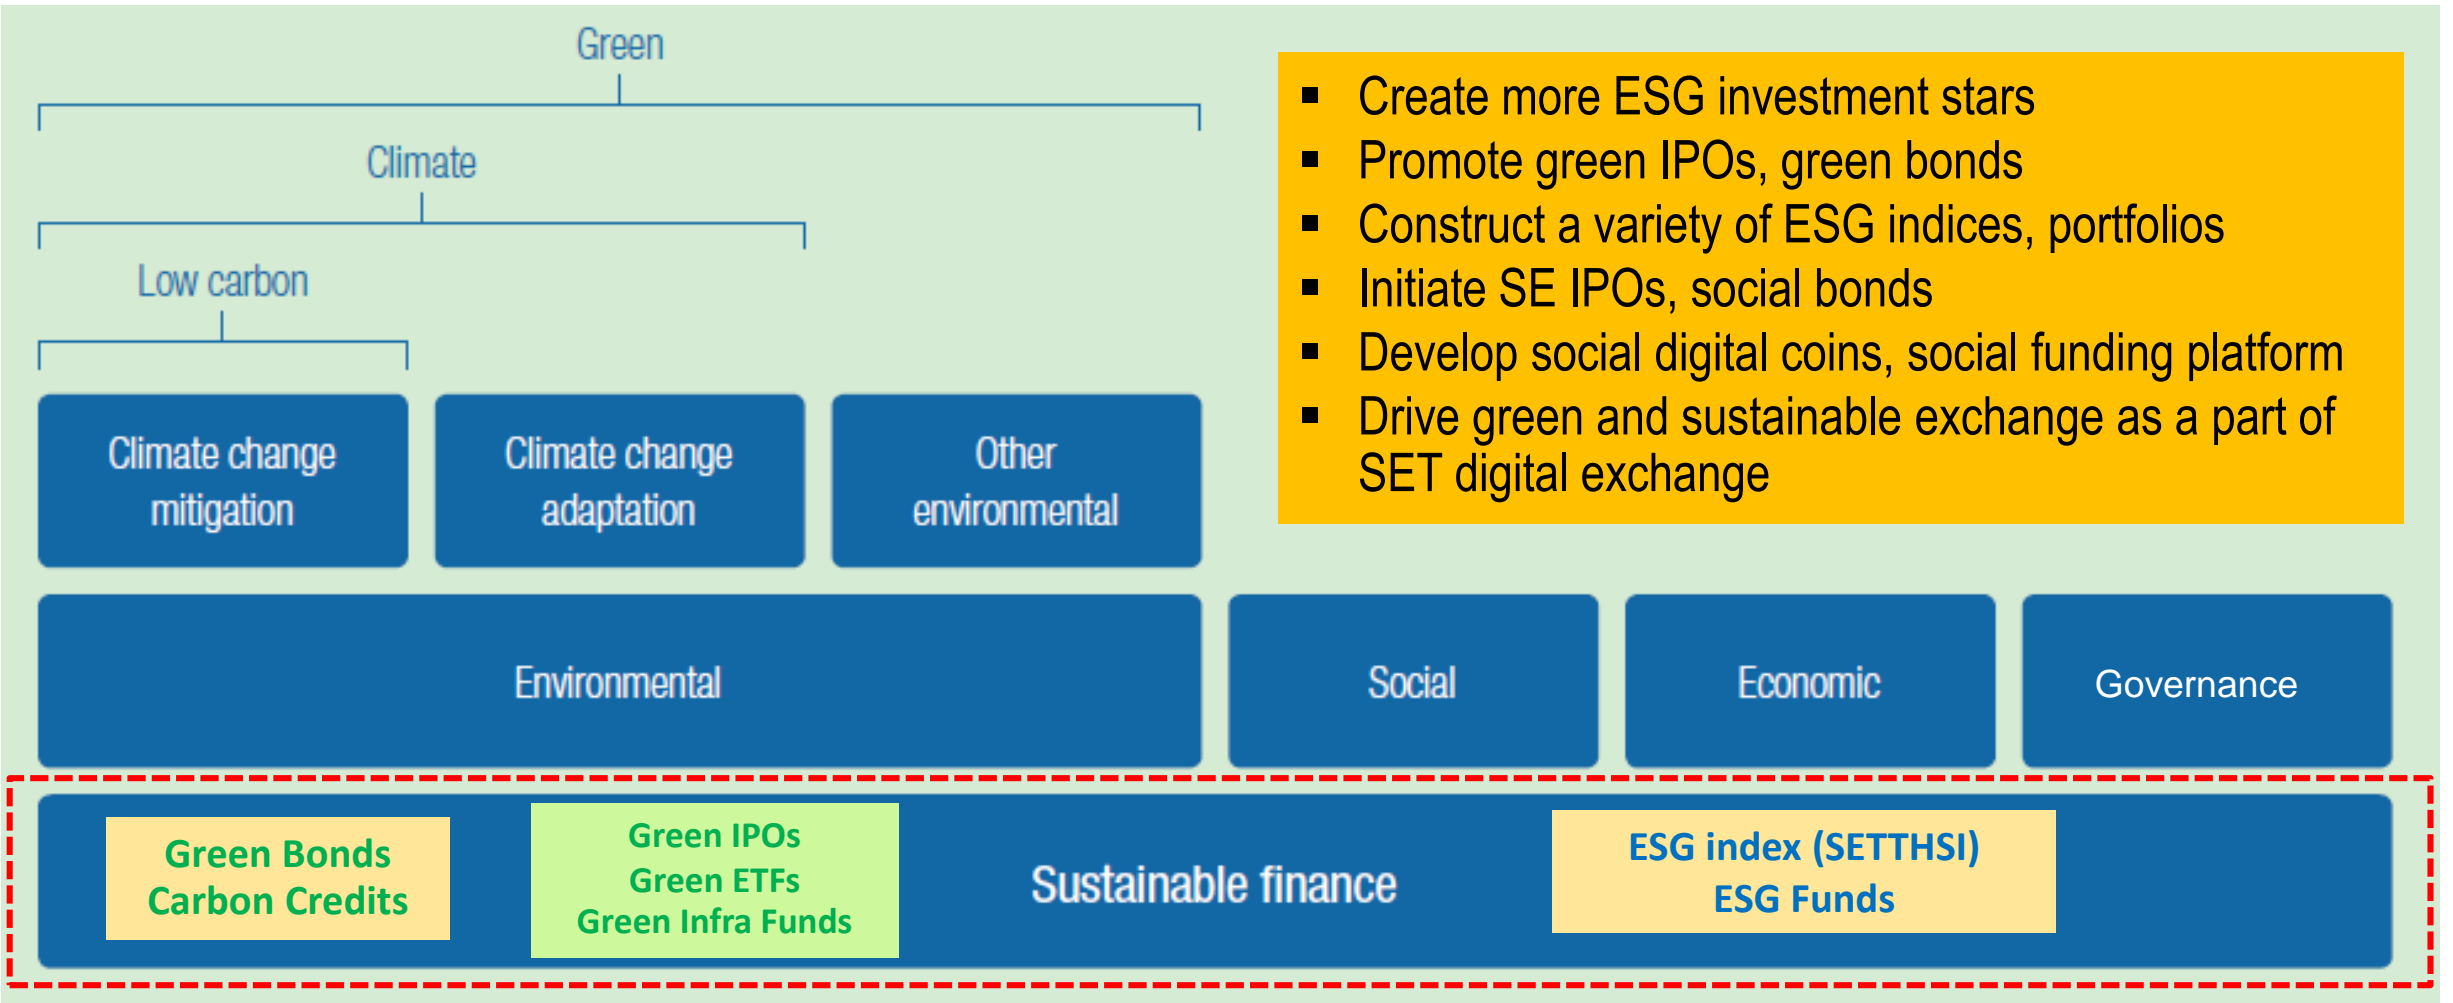 Green
Climate
Low carbon
▪ Create more ESG investment stars
▪ Promote green IPOs, green bonds
▪ Construct a variety of ESG indices, portfolios
▪ Initiate SE IPOs, social bonds
▪ Develop social digital coins, social funding platform
▪ Drive green and sustainable exchange as a part of
SET digital exchange
Climate change
mitigation
Climate change
adaptation
Other
environmental
Environmental
Social
Economic
Governance
Green Bonds
Carbon Credits
Green IPOs
Green ETFs
Green Infra Funds
Sustainable finance
ESG index (SETTHSI)
ESG Funds